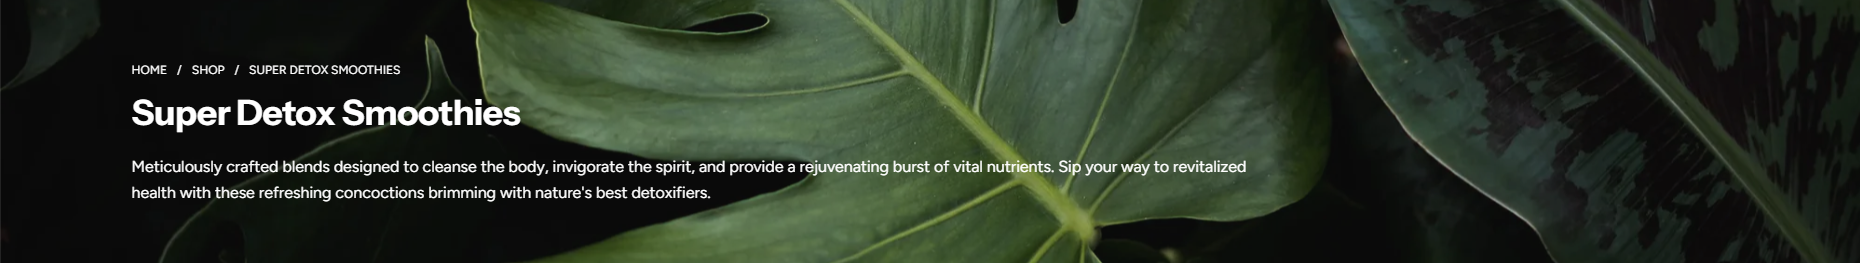 HOME / SHOP / SUPER DETOX SMOOTHIES
Super Detox Smoothies
Meticulously crafted blends designed to cleanse the body, invigorate the spirit, and provide a rejuvenating burst of vital nutrients. Sip your way to revitalized
health with these refreshing concoctions brimming with nature's best detoxifiers.